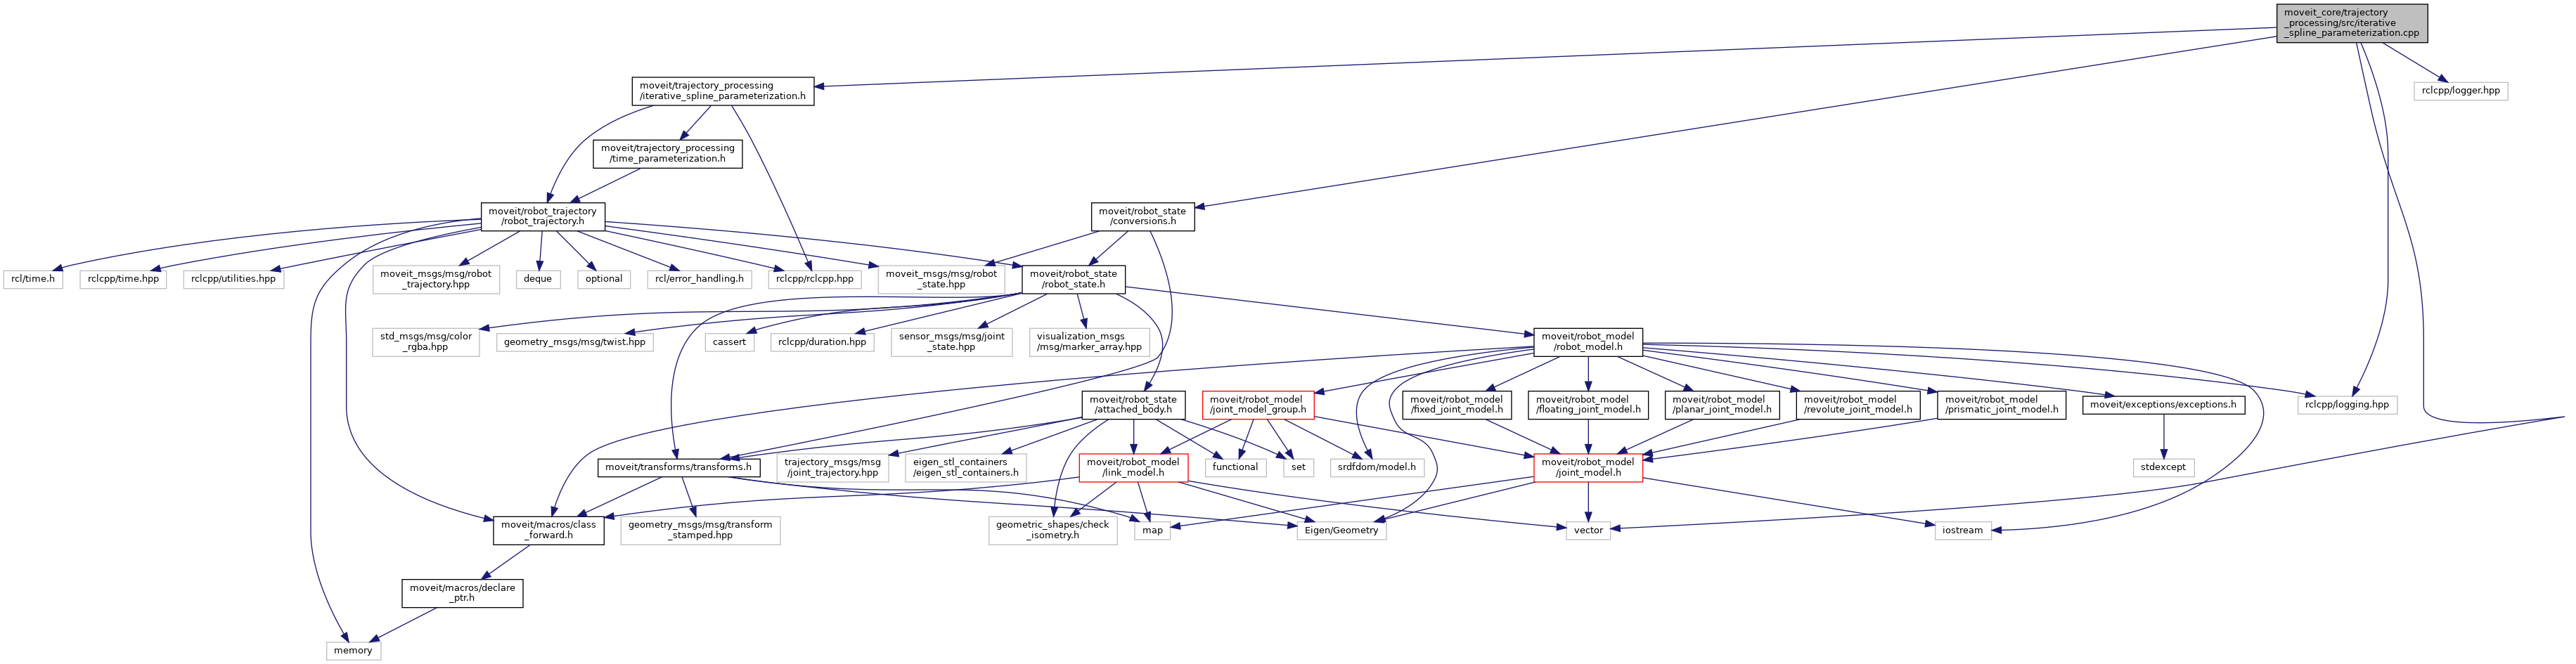 moveit_core/trajectory
_processing/src/iterative
_spline_parameterization.cpp
moveit/trajectory_processing
/iterative_spline_parameterization.h
rclcpp/logger.hpp
moveit/trajectory_processing
/time_parameterization.h
moveit/robot_trajectory
/robot_trajectory.h
moveit/robot_state
/conversions.h
rcl/time.h
rclcpp/time.hpp
rclcpp/utilities.hpp
moveit_msgs/msg/robot
_trajectory.hpp
deque
optional
rcl/error_handling.h
rclcpp/rclcpp.hpp
moveit_msgs/msg/robot
_state.hpp
moveit/robot_state
/robot_state.h
std_msgs/msg/color
_rgba.hpp
geometry_msgs/msg/twist.hpp
cassert
rclcpp/duration.hpp
sensor_msgs/msg/joint
_state.hpp
visualization_msgs
/msg/marker_array.hpp
moveit/robot_model
/robot_model.h
moveit/robot_state
/attached_body.h
moveit/robot_model
/joint_model_group.h
moveit/robot_model
/fixed_joint_model.h
moveit/robot_model
/floating_joint_model.h
moveit/robot_model
/planar_joint_model.h
moveit/robot_model
/revolute_joint_model.h
moveit/robot_model
/prismatic_joint_model.h
moveit/exceptions/exceptions.h
rclcpp/logging.hpp
moveit/transforms/transforms.h
trajectory_msgs/msg
/joint_trajectory.hpp
eigen_stl_containers
/eigen_stl_containers.h
moveit/robot_model
/link_model.h
functional
set
srdfdom/model.h
moveit/robot_model
/joint_model.h
stdexcept
moveit/macros/class
_forward.h
geometry_msgs/msg/transform
_stamped.hpp
geometric_shapes/check
_isometry.h
map
Eigen/Geometry
vector
iostream
moveit/macros/declare
_ptr.h
memory